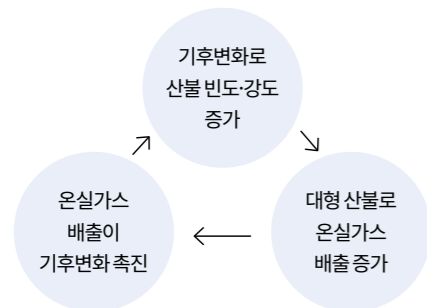 기후변화로
산불 빈도·강도
증가
대형 산불로
온실가스
배출 증가
온실가스
배출이
기후변화 촉진